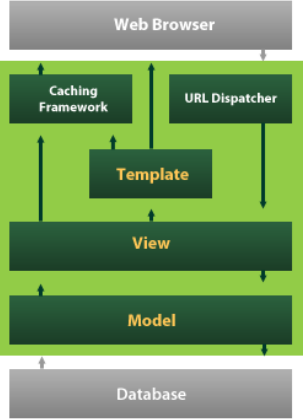 Web Browser
Caching
Framework
URL Dispatcher
Template
View
Model
Database